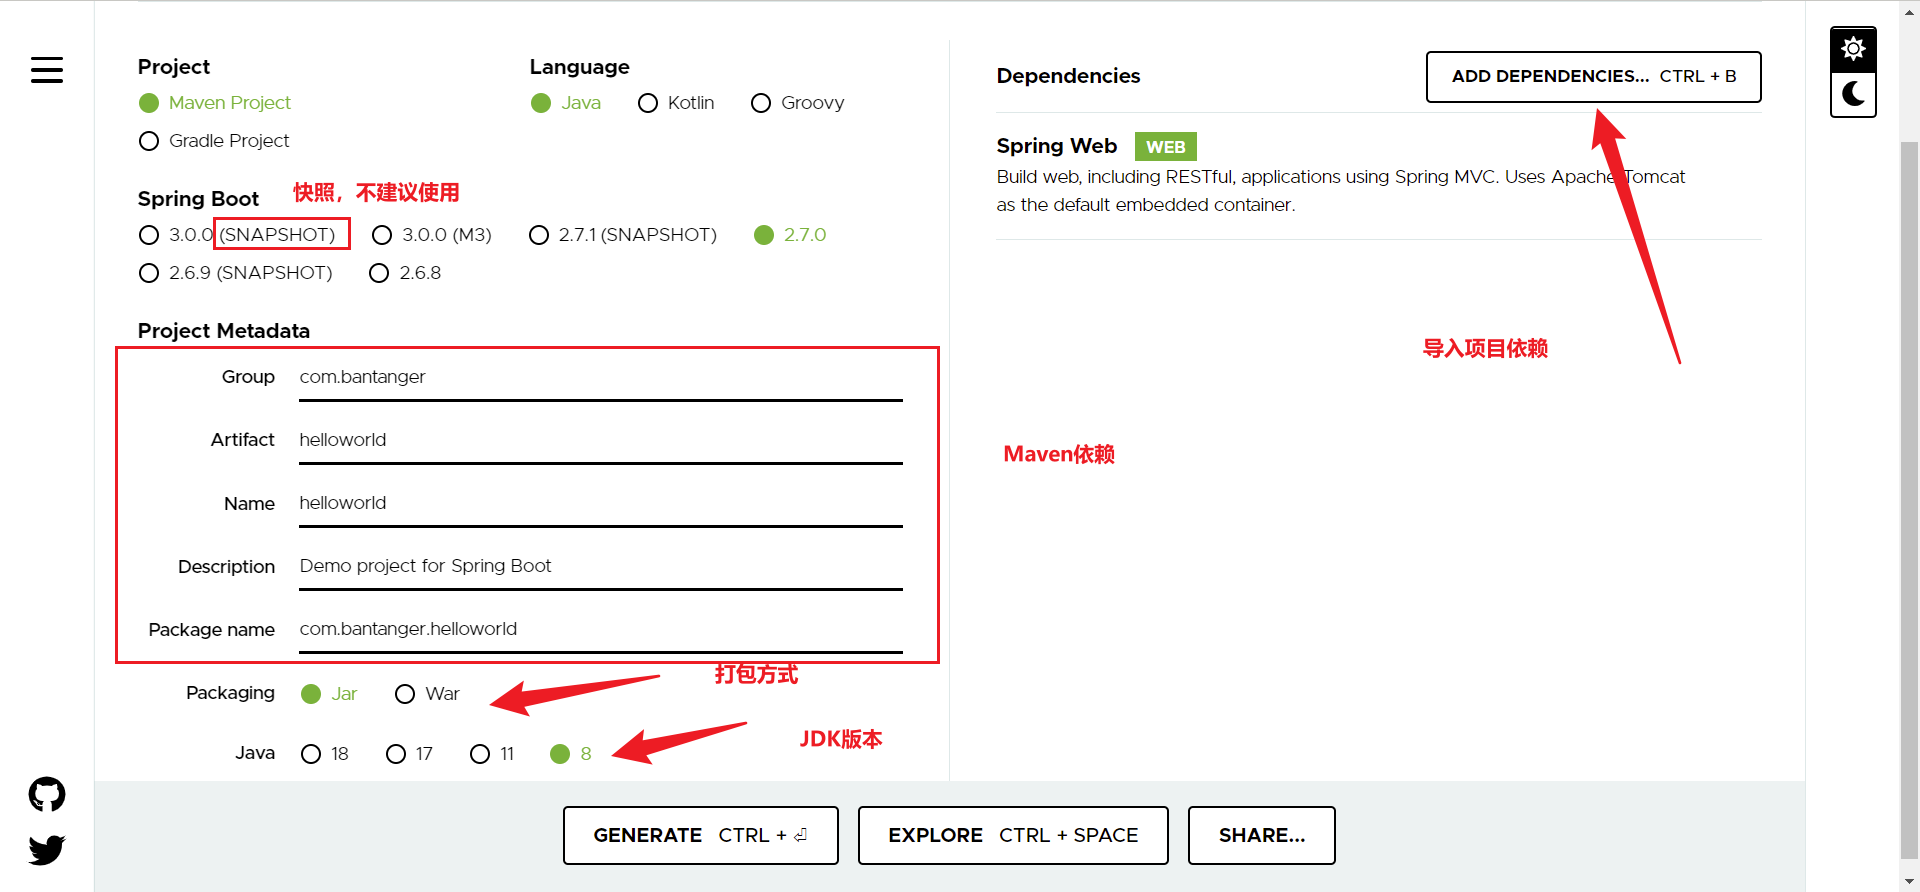 Project
Maven Project
Gradle Project
Language
Java Kotlin Groovy
Spring Boot
快照，不建议使用
3.0.0 (SNAPSHOT) 3.0.0 (M3) 2.7.1 (SNAPSHOT) 2.7.0
2.6.9 (SNAPSHOT) 2.6.8
Project Metadata
Group com.bantanger
Artifact helloworld
Name helloworld
Description Demo project for Spring Boot
Package name com.bantanger.helloworld
打包方式
Packaging Jar War
JDK版本
Java 18 17 11 8
Dependencies
ADD DEPENDENCIES... CTRL + B
Spring Web WEB
Build web, including RESTful, applications using Spring MVC. Uses Apache Tomcat
as the default embedded container.
导入项目依赖
Maven依赖
GENERATE CTRL + ⏎
EXPLORE CTRL + SPACE
SHARE...